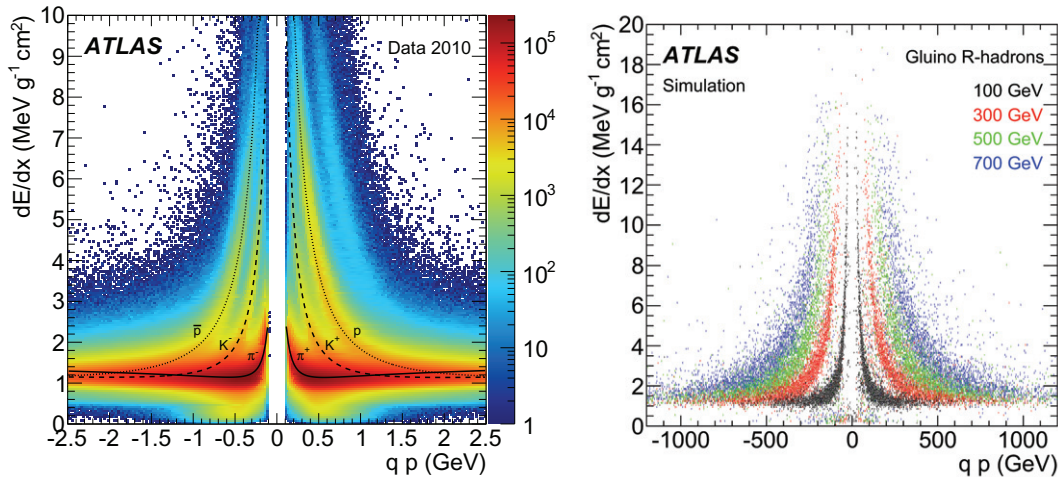 dE/dx (MeV g⁻¹ cm²)
10
9
8
7
6
5
4
3
2
1
0
ATLAS
Data 2010
p̅
K⁻
π⁻
π⁺
K⁺
p
-2.5 -2 -1.5 -1 -0.5 0 0.5 1 1.5 2 2.5
q p (GeV)
10⁵
10⁴
10³
10²
10
1
dE/dx (MeV g⁻¹ cm²)
20
18
16
14
12
10
8
6
4
2
0
ATLAS
Gluino R-hadrons
Simulation
100 GeV
300 GeV
500 GeV
700 GeV
-1000 -500 0 500 1000
q p (GeV)